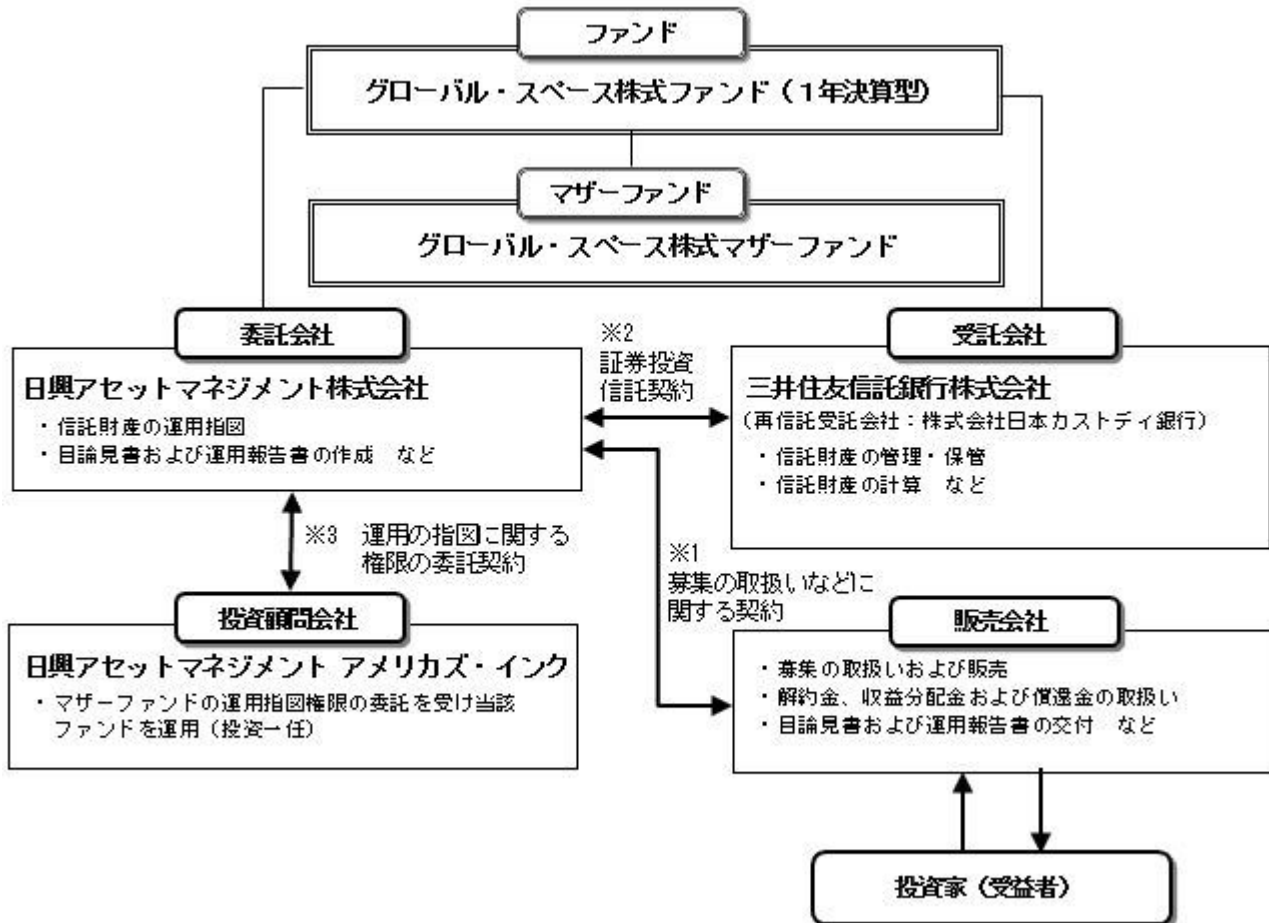 ファンド
グローバル・スペース株式ファンド(1年決算型)
マザーファンド
グローバル・スペース株式マザーファンド
委託会社
日興アセットマネジメント株式会社
・信託財産の運用指図
・目論見書および運用報告書の作成 など
※2
証券投資
信託契約
受託会社
三井住友信託銀行株式会社
(再信託受託会社:株式会社日本カストディ銀行)
・信託財産の管理・保管
・信託財産の計算 など
※3 運用の指図に関する
権限の委託契約
※1
募集の取扱いなどに
関する契約
投資顧問会社
日興アセットマネジメント アメリカズ・インク
・マザーファンドの運用指図権限の委託を受け当該
ファンドを運用(投資一任)
販売会社
・募集の取扱いおよび販売
・解約金、収益分配金および償還金の取扱い
・目論見書および運用報告書の交付 など
投資家(受益者)